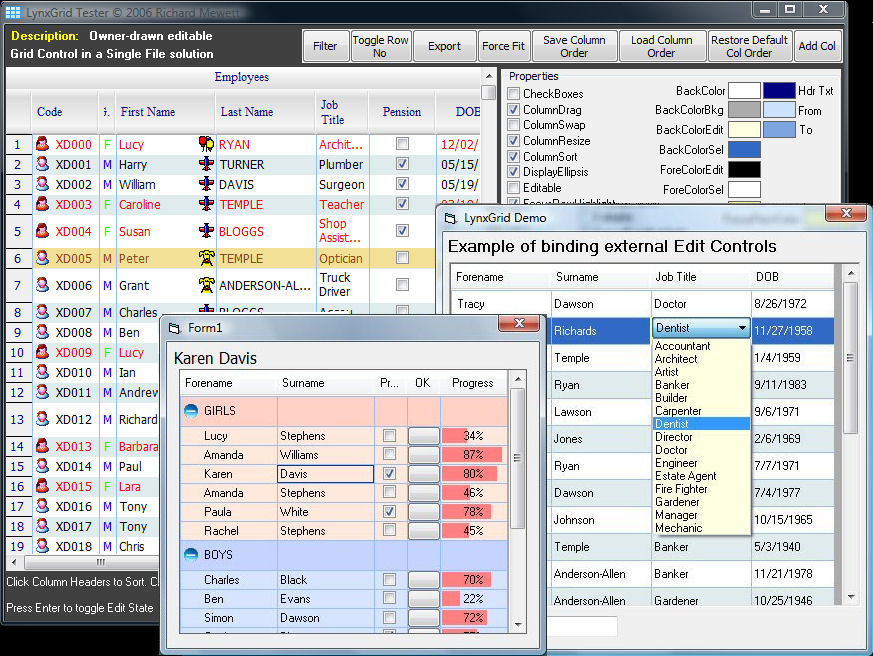 LynxGrid Tester © 2006 Richard Mewett
Description: Owner-drawn editable
Grid Control in a Single File solution
Filter
Toggle Row No
Export
Force Fit
Save Column Order
Load Column Order
Restore Default Col Order
Add Col
Employees
Code i. First Name Last Name Job Title Pension DOB
1 XD000 F Lucy RYAN Archit... 12/02/
2 XD001 M Harry TURNER Plumber 05/15/
3 XD002 M William DAVIS Surgeon 05/19/
4 XD003 F Caroline TEMPLE Teacher 12/03/
5 XD004 F Susan BLOGGS Shop Assist...
6 XD005 M Peter TEMPLE Optician
7 XD006 M Grant ANDERSON-AL... Truck Driver
8 XD007 M Charles BLOGGS
9 XD008 M Ben
10 XD009 F Lucy
11 XD010 M Ian
12 XD011 M Andrew
13 XD012 M Richard
14 XD013 F Barbara
15 XD014 M Paul
16 XD015 F Lara
17 XD016 M Tony
18 XD017 M Tony
19 XD018 M Chris
Click Column Headers to Sort. C
Press Enter to toggle Edit State
Properties
CheckBoxes
ColumnDrag
ColumnSwap
ColumnResize
ColumnSort
DisplayEllipsis
Editable
FocusRowHighlight
BackColor Hdr Txt
BackColorBkg From
BackColorEdit To
BackColorSel
ForeColorEdit
ForeColorSel
LynxGrid Demo
Example of binding external Edit Controls
Forename Surname Job Title DOB
Tracy Dawson Doctor 8/26/1972
Richards Dentist 11/27/1958
Temple 1/4/1959
Ryan 9/11/1983
Lawson 9/6/1971
Jones 2/6/1969
Ryan 7/7/1971
Dawson 7/4/1977
Johnson 10/15/1965
Temple Banker 5/3/1940
Anderson-Allen Banker 11/21/1978
Anderson-Allen Gardener 10/25/1946
Accountant
Architect
Artist
Banker
Builder
Carpenter
Dentist
Director
Doctor
Engineer
Estate Agent
Fire Fighter
Gardener
Manager
Mechanic
Form1
Karen Davis
Forename Surname Pr... OK Progress
GIRLS
Lucy Stephens 34%
Amanda Williams 87%
Karen Davis 80%
Amanda Stephens 46%
Paula White 78%
Rachel Stephens 45%
BOYS
Charles Black 70%
Ben Evans 22%
Simon Dawson 72%